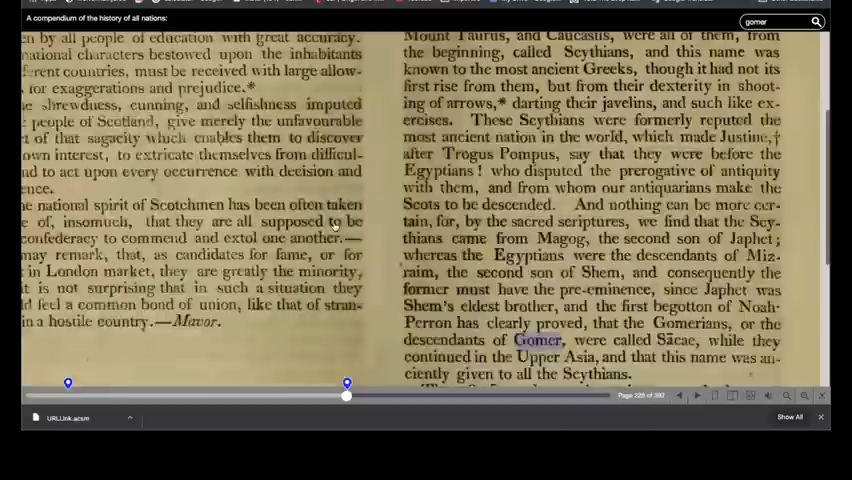 A compendium of the history of all nations:
gomer
en by all people of education with great accuracy.
national characters bestowed upon the inhabitants
ferent countries, must be received with large allow-
for exaggerations and prejudice.*
e shrewdness, cunning, and selfishness imputed
people of Scotland, give merely the unfavourable
t of that sagacity which enables them to discover
own interest, to extricate themselves from difficul-
nd to act upon every occurrence with decision and
ence.
e national spirit of Scotchmen has been often taken
e of, insomuch, that they are all supposed to be
confederacy to commend and extol one another.—
may remark, that, as candidates for fame, or for
in London market, they are greatly the minority,
it is not surprising that in such a situation they
d feel a common bond of union, like that of stran-
in a hostile country.—Mavor.
Mount Taurus, and Caucasus, were all of them, from
the beginning, called Scythians, and this name was
known to the most ancient Greeks, though it had not its
first rise from them, but from their dexterity in shoot-
ing of arrows,* darting their javelins, and such like ex-
ercises. These Scythians were formerly reputed the
most ancient nation in the world, which made Justine,†
after Trogus Pompus, say that they were before the
Egyptians! who disputed the prerogative of antiquity
with them, and from whom our antiquarians make the
Scots to be descended. And nothing can be more cer-
tain, for, by the sacred scriptures, we find that the Scy-
thians came from Magog, the second son of Japhet;
whereas the Egyptians were the descendants of Miz-
raim, the second son of Shem, and consequently the
former must have the pre-eminence, since Japhet was
Shem's eldest brother, and the first begotton of Noah-
Perron has clearly proved, that the Gomerians, or the
descendants of Gomer, were called Săcae, while they
continued in the Upper Asia, and that this name was an-
ciently given to all the Scythians.
Page 225 of 392
URLLink.acsm
Show All